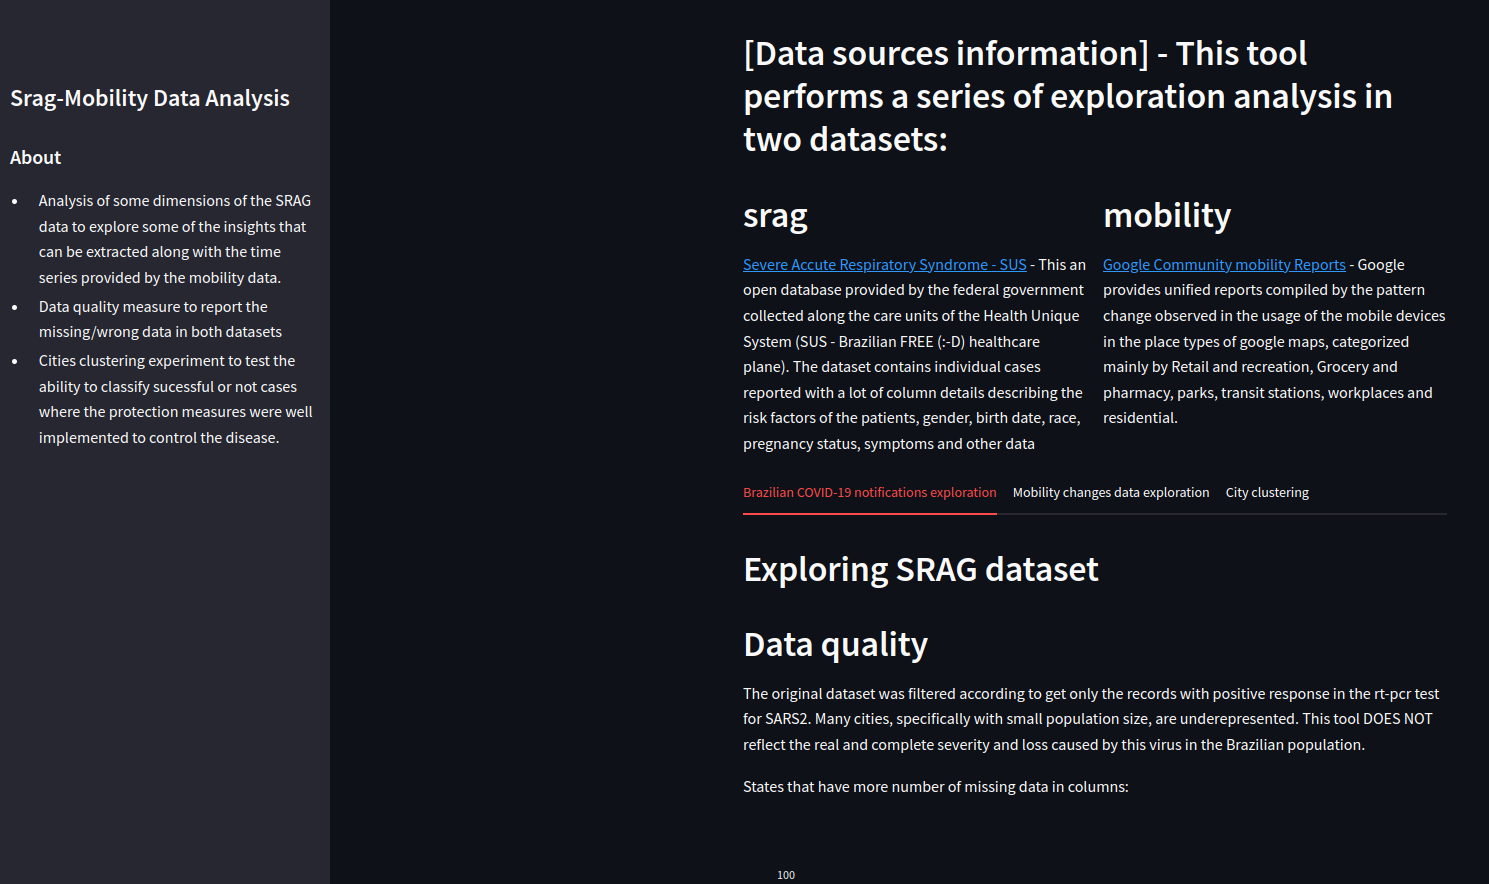 Srag-Mobility Data Analysis
About
Analysis of some dimensions of the SRAG
data to explore some of the insights that
can be extracted along with the time
series provided by the mobility data.
Data quality measure to report the
missing/wrong data in both datasets
Cities clustering experiment to test the
ability to classify sucessful or not cases
where the protection measures were well
implemented to control the disease.
[Data sources information] - This tool
performs a series of exploration analysis in
two datasets:
srag
Severe Accute Respiratory Syndrome - SUS - This an
open database provided by the federal government
collected along the care units of the Health Unique
System (SUS - Brazilian FREE (:-D) healthcare
plane). The dataset contains individual cases
reported with a lot of column details describing the
risk factors of the patients, gender, birth date, race,
pregnancy status, symptoms and other data
mobility
Google Community mobility Reports - Google
provides unified reports compiled by the pattern
change observed in the usage of the mobile devices
in the place types of google maps, categorized
mainly by Retail and recreation, Grocery and
pharmacy, parks, transit stations, workplaces and
residential.
Brazilian COVID-19 notifications exploration Mobility changes data exploration City clustering
Exploring SRAG dataset
Data quality
The original dataset was filtered according to get only the records with positive response in the rt-pcr test
for SARS2. Many cities, specifically with small population size, are underepresented. This tool DOES NOT
reflect the real and complete severity and loss caused by this virus in the Brazilian population.
States that have more number of missing data in columns:
100